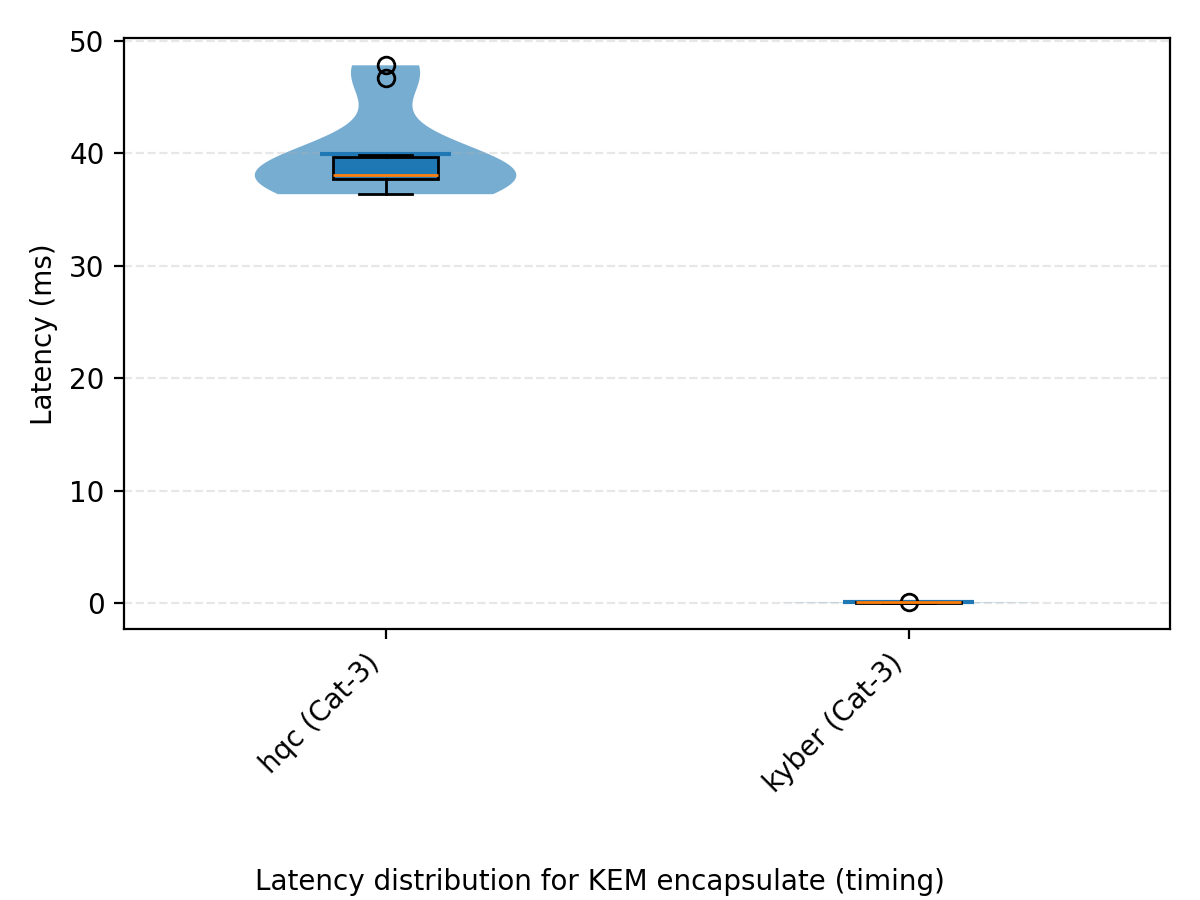 50
40
30
20
10
0
Latency (ms)
hqc (Cat-3)
kyber (Cat-3)
Latency distribution for KEM encapsulate (timing)